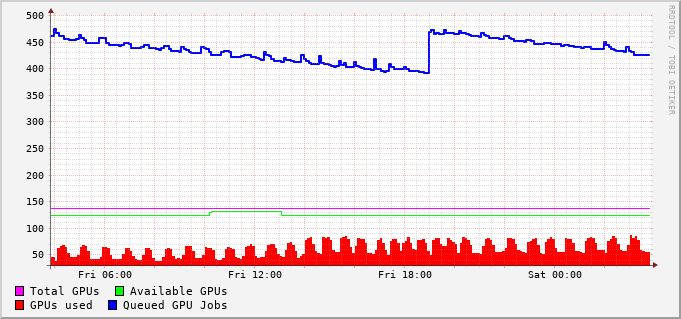 500
450
400
350
300
250
200
150
100
50
Fri 06:00 Fri 12:00 Fri 18:00 Sat 00:00
Total GPUs Available GPUs
GPUs used Queued GPU Jobs
RRDTOOL / TOBI OETIKER